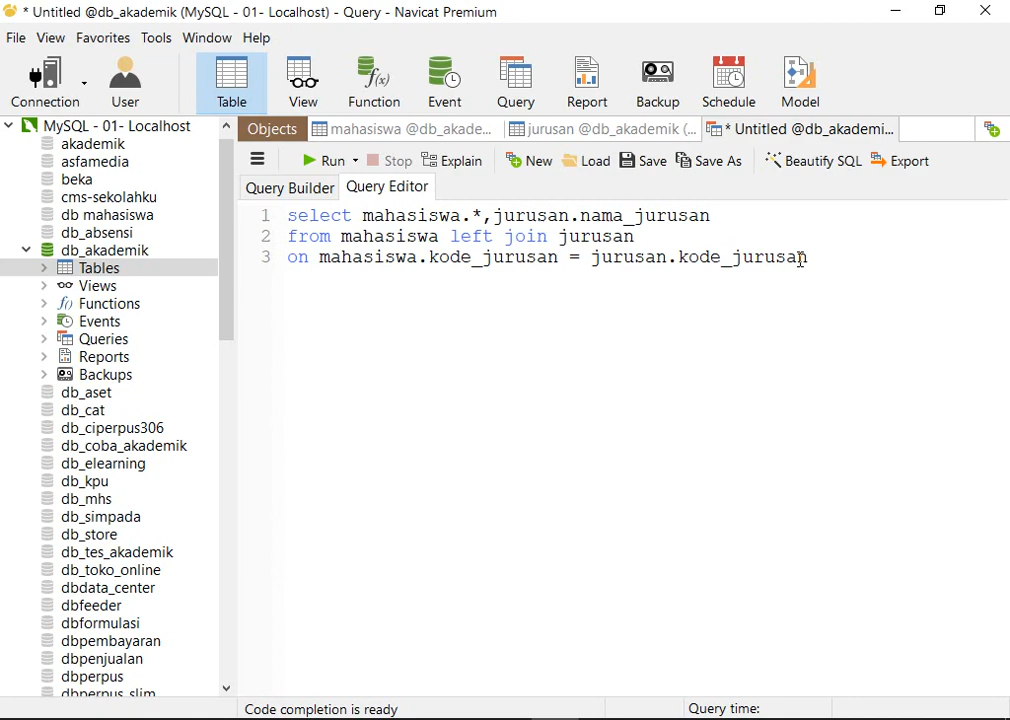 * Untitled @db_akademik (MySQL - 01- Localhost) - Query - Navicat Premium
File View Favorites Tools Window Help
Connection User Table View Function Event Query Report Backup Schedule Model
MySQL - 01- Localhost
akademik
asfamedia
beka
cms-sekolahku
db mahasiswa
db_absensi
db_akademik
Tables
Views
Functions
Events
Queries
Reports
Backups
db_aset
db_cat
db_ciperpus306
db_coba_akademik
db_elearning
db_kpu
db_mhs
db_simpada
db_store
db_tes_akademik
db_toko_online
dbdata_center
dbfeeder
dbformulasi
dbpembayaran
dbpenjualan
dbperpus
dbperpus_slim
Objects mahasiswa @db_akade... jurusan @db_akademik (... * Untitled @db_akademi...
Run Stop Explain New Load Save Save As Beautify SQL Export
Query Builder Query Editor
1 select mahasiswa.*,jurusan.nama_jurusan
2 from mahasiswa left join jurusan
3 on mahasiswa.kode_jurusan = jurusan.kode_jurusan
Code completion is ready Query time: